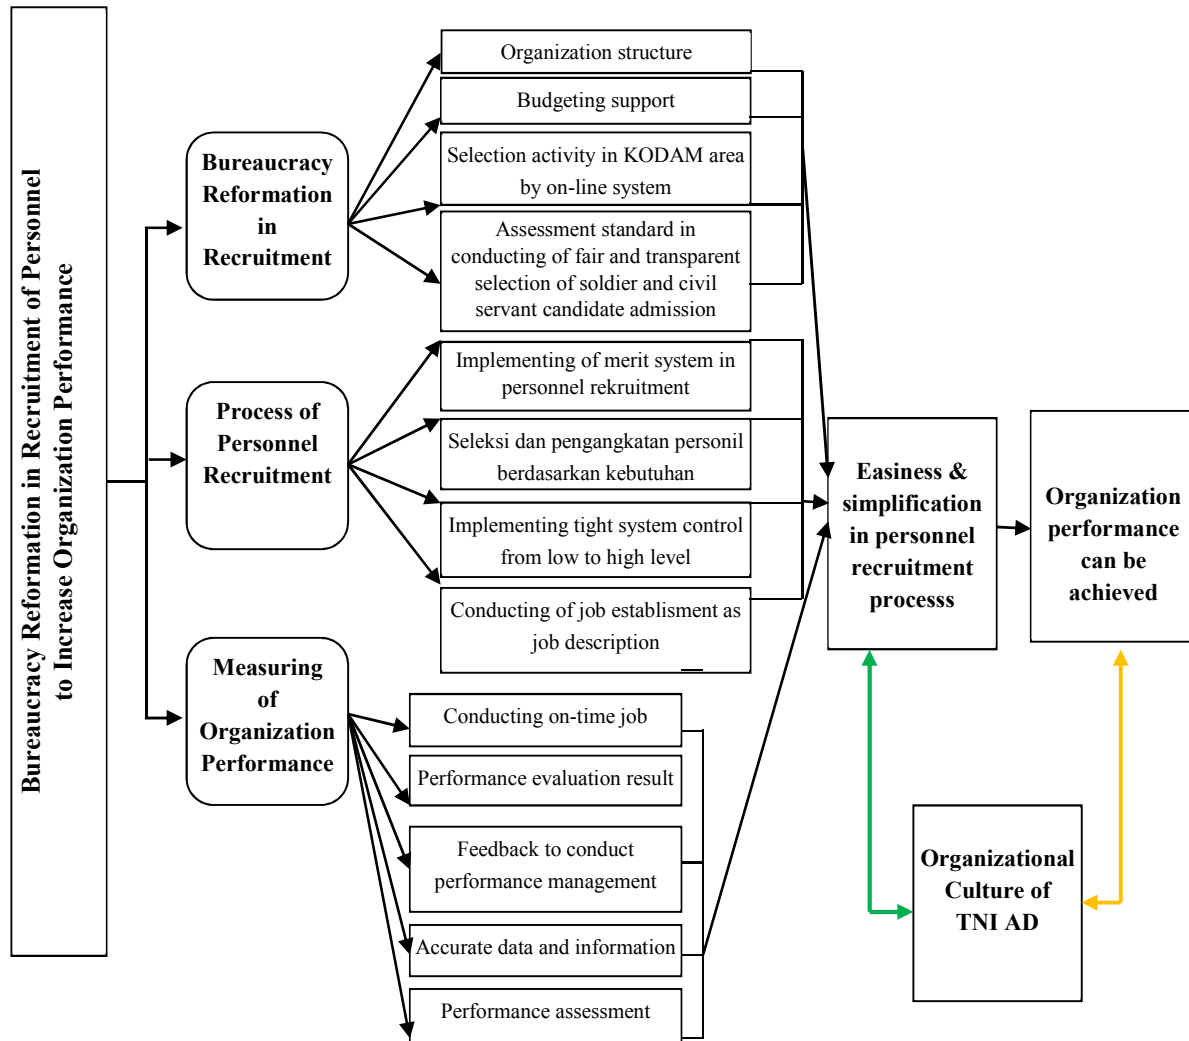 Bureaucracy Reformation in Recruitment of Personnel
to Increase Organization Performance
Bureaucracy
Reformation
in
Recruitment
Organization structure
Budgeting support
Selection activity in KODAM area
by on-line system
Assessment standard in
conducting of fair and transparent
selection of soldier and civil
servant candidate admission
Process of
Personnel
Recruitment
Implementing of merit system in
personnel rekruitment
Seleksi dan pengangkatan personil
berdasarkan kebutuhan
Implementing tight system control
from low to high level
Conducting of job establisment as
job description
Measuring
of
Organization
Performance
Conducting on-time job
Performance evaluation result
Feedback to conduct
performance management
Accurate data and information
Performance assessment
Easiness &
simplification
in personnel
recruitment
processs
Organization
performance
can be
achieved
Organizational
Culture of
TNI AD